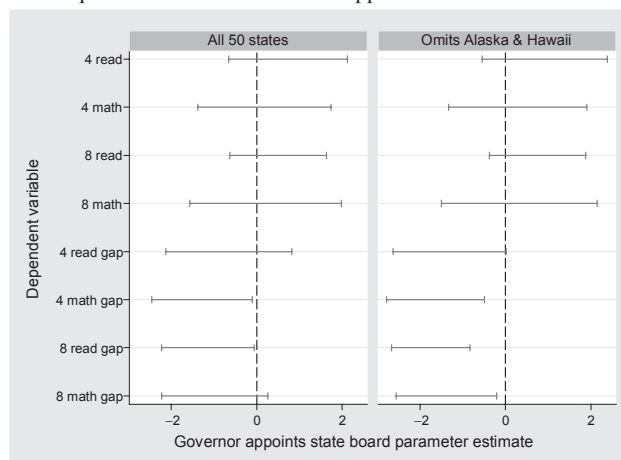 All 50 states
Omits Alaska & Hawaii
Dependent variable
4 read
4 math
8 read
8 math
4 read gap
4 math gap
8 read gap
8 math gap
−2 0 2
−2 0 2
Governor appoints state board parameter estimate